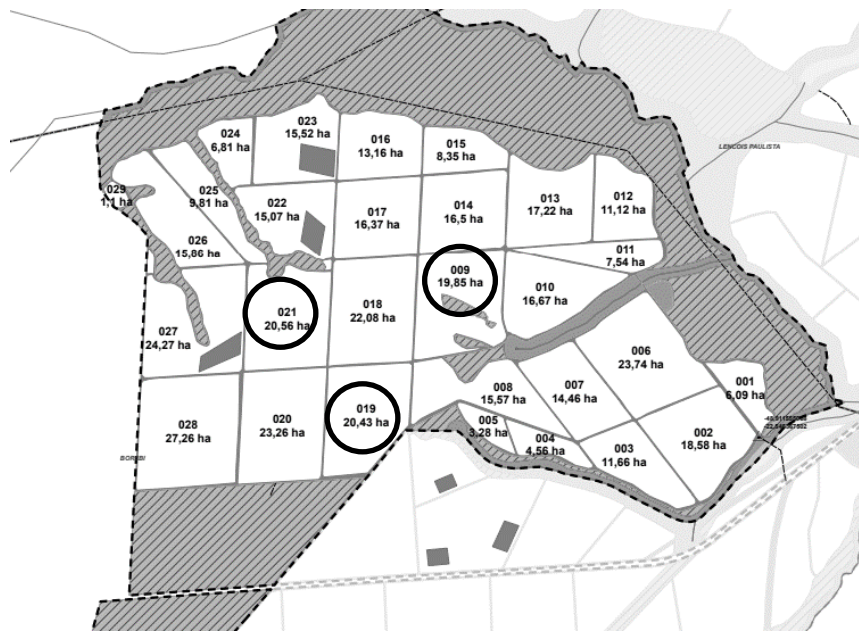 023
15,52 ha
024
6,81 ha
016
13,16 ha
015
8,35 ha
LENCOIS PAULISTA
029
1,1 ha
025
9,81 ha
022
15,07 ha
017
16,37 ha
014
16,5 ha
013
17,22 ha
012
11,12 ha
026
15,86 ha
011
7,54 ha
009
19,85 ha
010
16,67 ha
021
20,56 ha
018
22,08 ha
027
24,27 ha
006
23,74 ha
008
15,57 ha
007
14,46 ha
001
6,09 ha
028
27,26 ha
020
23,26 ha
019
20,43 ha
005
3,28 ha
004
4,56 ha
003
11,66 ha
002
18,58 ha
BOREBI